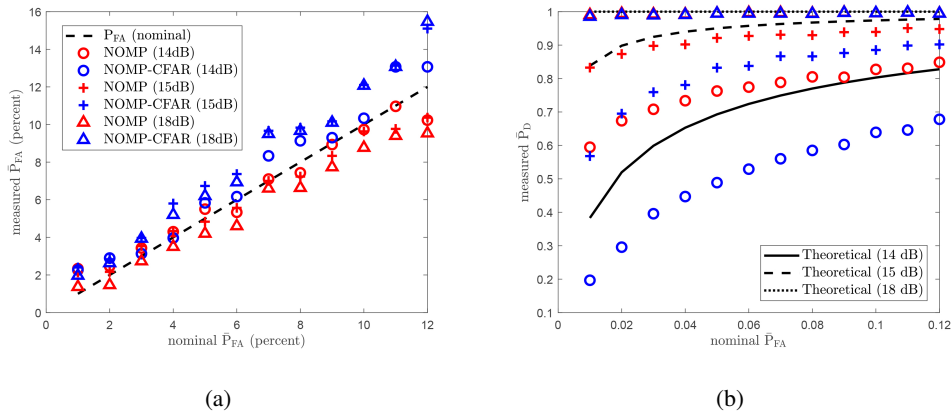 16
14
12
10
8
6
4
2
0
0 2 4 6 8 10 12
measured P̄FA (percent)
nominal P̄FA (percent)
PFA (nominal)
NOMP (14dB)
NOMP-CFAR (14dB)
NOMP (15dB)
NOMP-CFAR (15dB)
NOMP (18dB)
NOMP-CFAR (18dB)
(a)
1
0.9
0.8
0.7
0.6
0.5
0.4
0.3
0.2
0.1
0 0.02 0.04 0.06 0.08 0.1 0.12
measured P̄D
nominal P̄FA
Theoretical (14 dB)
Theoretical (15 dB)
Theoretical (18 dB)
(b)